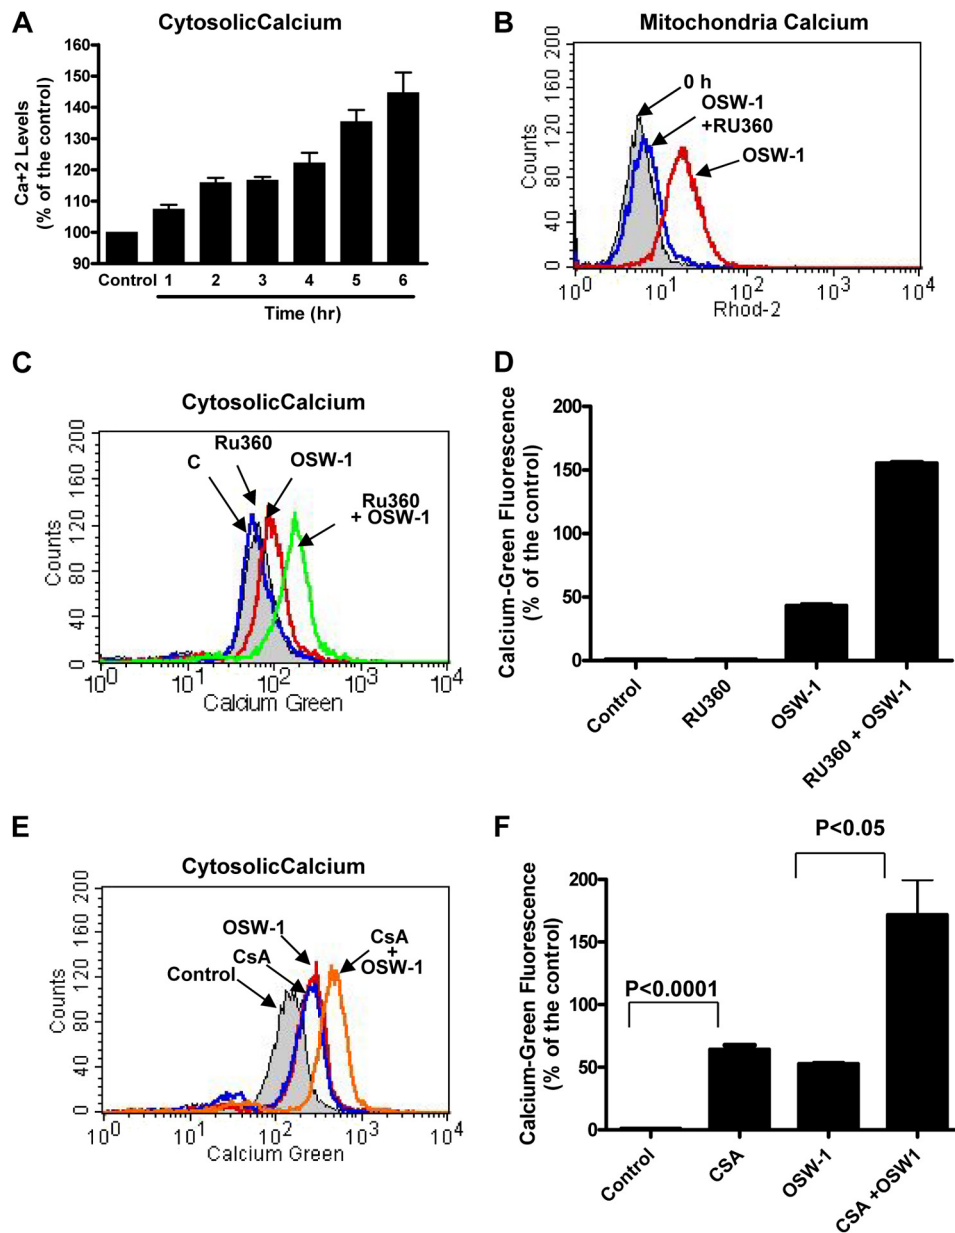 A
CytosolicCalcium
Ca+2 Levels
(% of the control)
160
150
140
130
120
110
100
90
Control 1 2 3 4 5 6
Time (hr)
B
Mitochondria Calcium
Counts
200
160
120
80
40
0
0 h
OSW-1
+RU360
OSW-1
10^0 10^1 10^2 10^3 10^4
Rhod-2
C
CytosolicCalcium
Counts
200
160
120
80
40
0
Ru360
C
OSW-1
Ru360
+ OSW-1
10^0 10^1 10^2 10^3 10^4
Calcium Green
D
Calcium-Green Fluorescence
(% of the control)
200
150
100
50
0
Control
RU360
OSW-1
RU360 + OSW-1
E
CytosolicCalcium
Counts
200
160
120
80
40
0
OSW-1
CsA
Control
CsA
+
OSW-1
10^0 10^1 10^2 10^3 10^4
Calcium Green
F
P<0.05
P<0.0001
Calcium-Green Fluorescence
(% of the control)
200
150
100
50
0
Control
CSA
OSW-1
CSA +OSW1